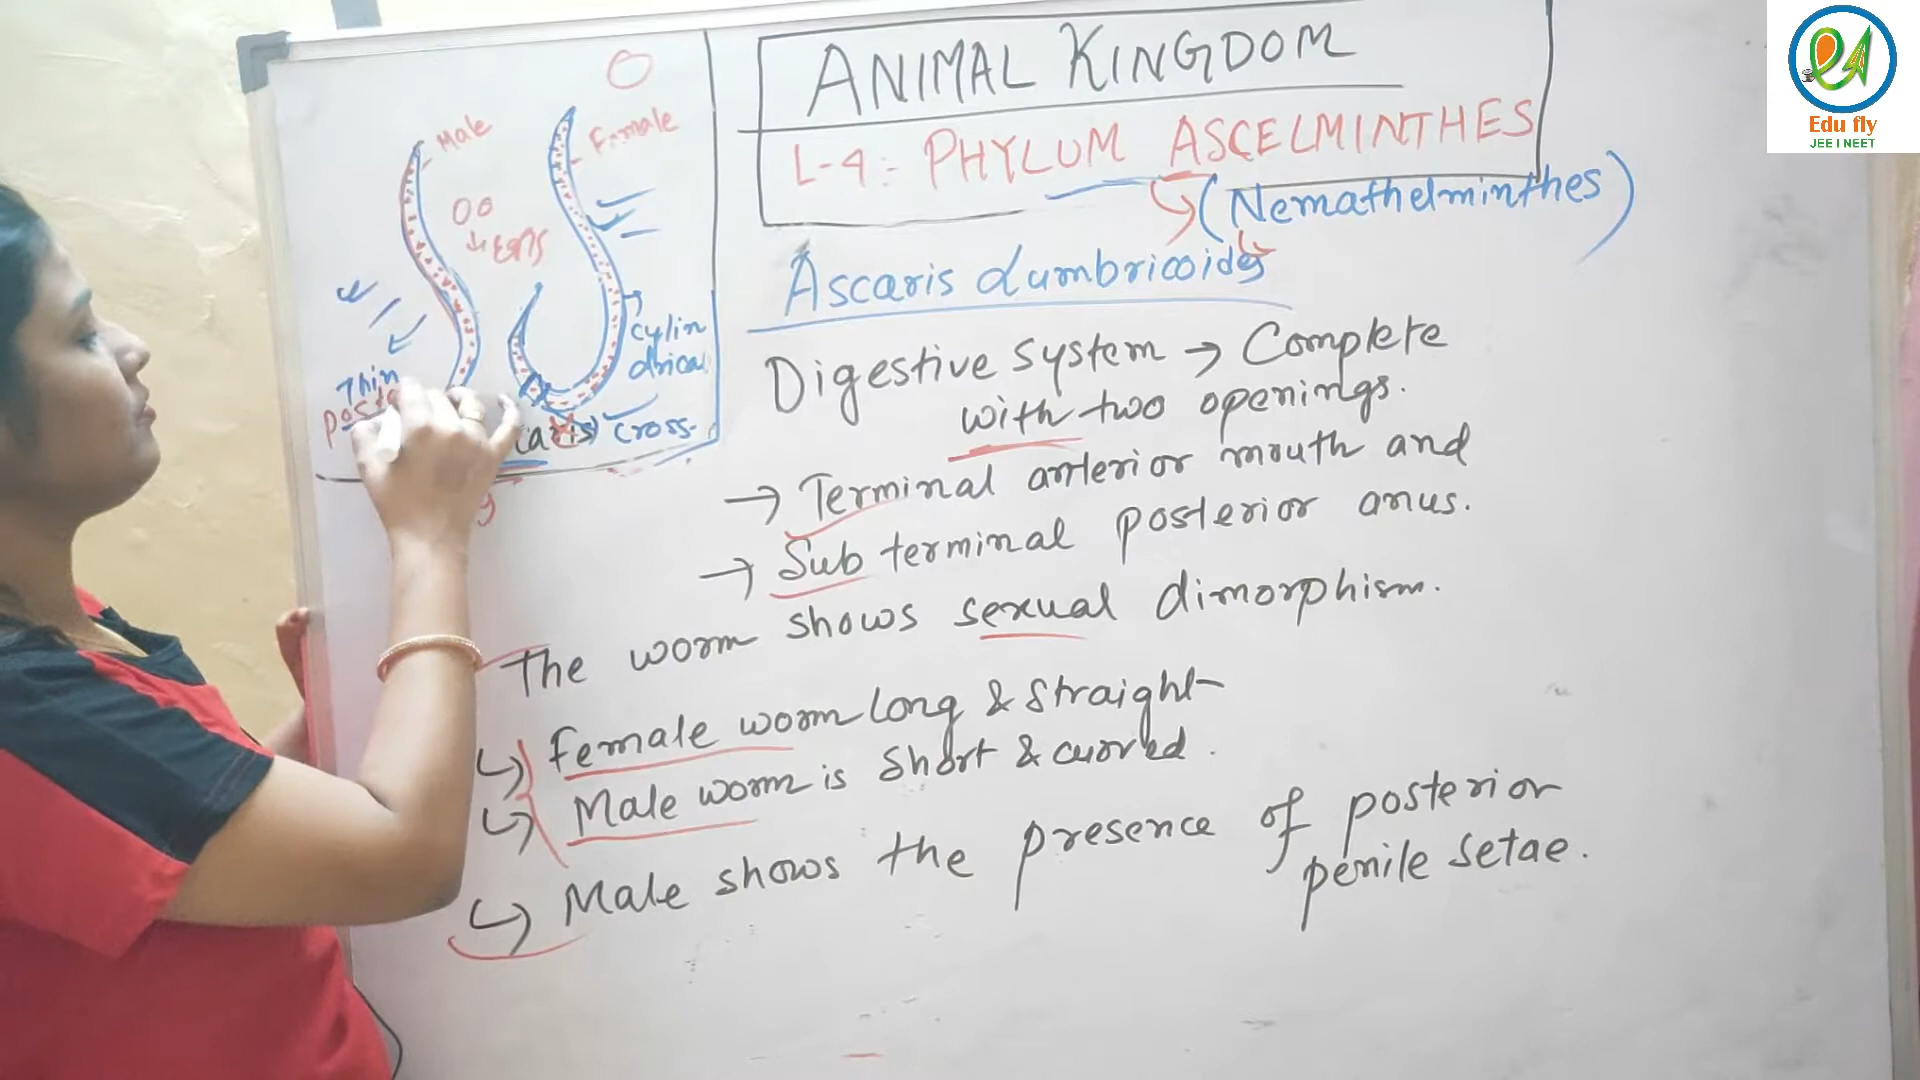 ANIMAL KINGDOM
L-4:- PHYLUM ASCELMINTHES
(Nemathelminthes)
Ascaris Lumbricoides
Digestive System → Complete
with two openings.
→ Terminal anterior mouth and
→ Sub terminal posterior anus.
The worm shows sexual dimorphism.
Female worm long & straight
Male worm is short & curved.
Male shows the presence of posterior
penile setae.
Male
Female
Eggs
cylin
drical
Thin
cross-
Edu fly
JEE I NEET